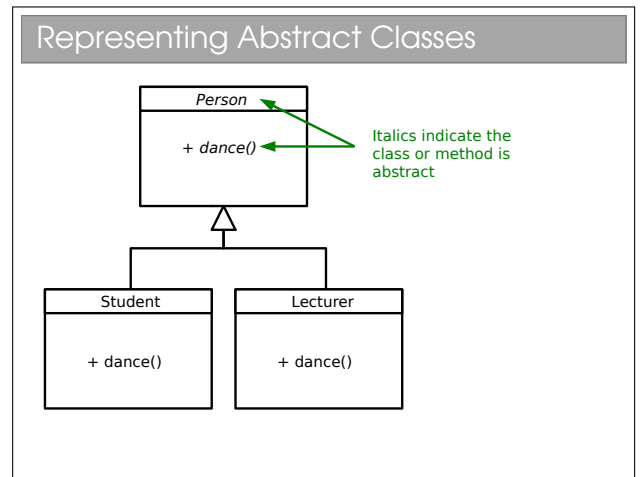 Representing Abstract Classes
Person
+ dance()
Italics indicate the
class or method is
abstract
Student
+ dance()
Lecturer
+ dance()